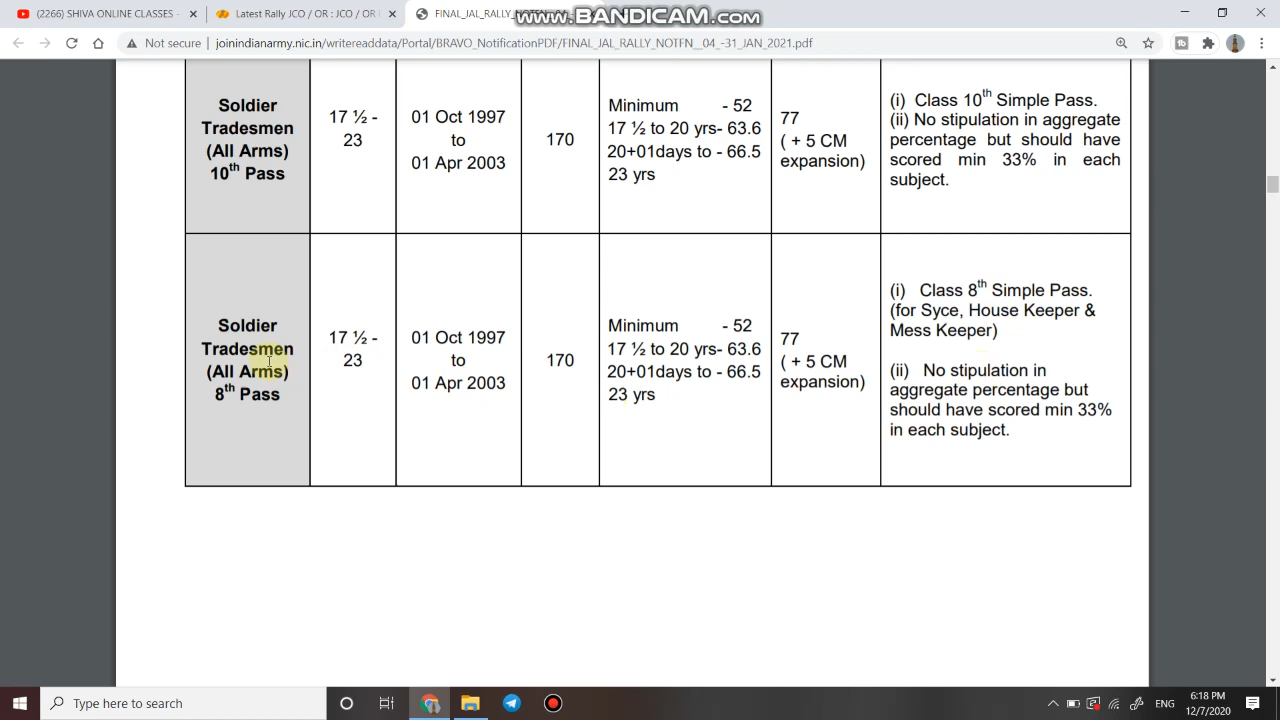 www.BANDICAM.com
(2266) SHIVA ONLINE CLASSES -
Latest Rally JCO / OR : JCO / OR
FINAL_JAL_RALLY_NOTFN__04_
Not secure | joinindianarmy.nic.in/writereaddata/Portal/BRAVO_NotificationPDF/FINAL_JAL_RALLY_NOTFN__04_-31_JAN_2021.pdf
Soldier
Tradesmen
(All Arms)
10th Pass
17 ½ -
23
01 Oct 1997
to
01 Apr 2003
170
Minimum - 52
17 ½ to 20 yrs- 63.6
20+01days to - 66.5
23 yrs
77
( + 5 CM
expansion)
(i) Class 10th Simple Pass.
(ii) No stipulation in aggregate
percentage but should have
scored min 33% in each
subject.
Soldier
Tradesmen
(All Arms)
8th Pass
17 ½ -
23
01 Oct 1997
to
01 Apr 2003
170
Minimum - 52
17 ½ to 20 yrs- 63.6
20+01days to - 66.5
23 yrs
77
( + 5 CM
expansion)
(i) Class 8th Simple Pass.
(for Syce, House Keeper &
Mess Keeper)
(ii) No stipulation in
aggregate percentage but
should have scored min 33%
in each subject.
Type here to search
ENG
6:18 PM
12/7/2020